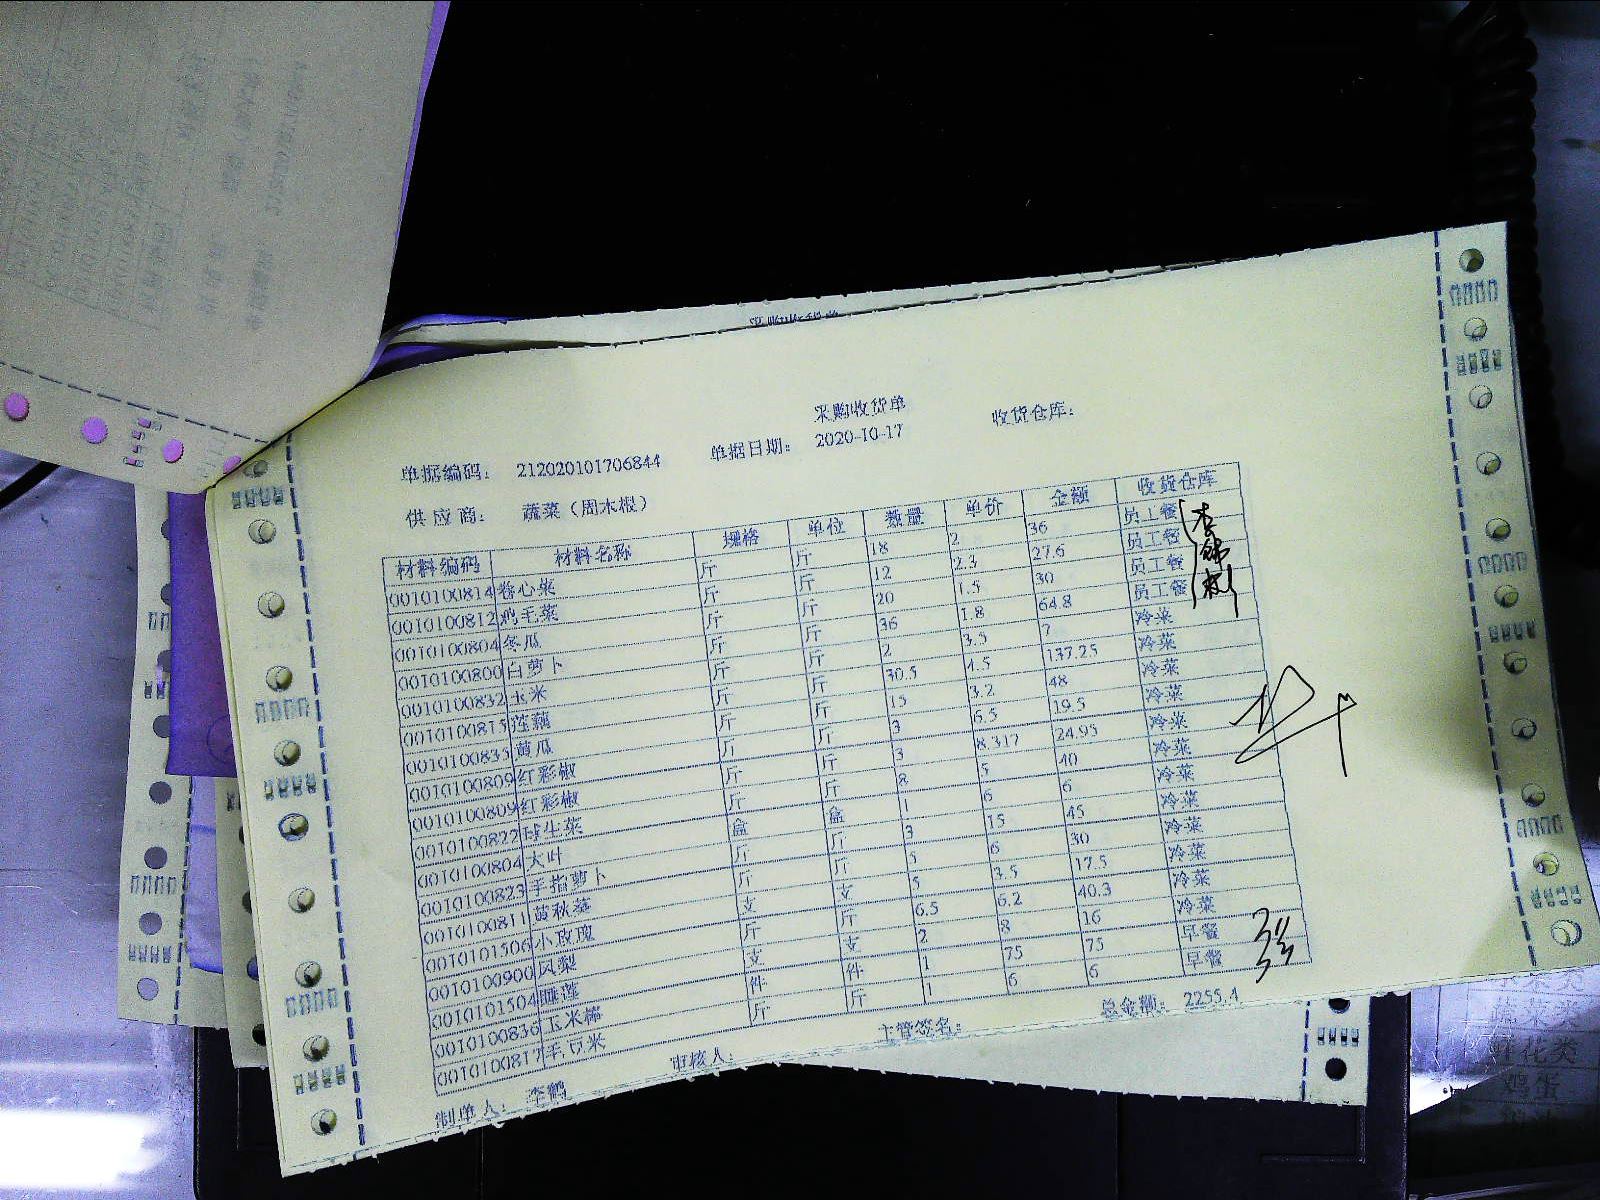 采购收货单
采购收货单
单据编码： 212020101706844 单据日期： 2020-10-17 收货仓库：
供应商： 蔬菜（周木根）
材料编码 材料名称 规格 单位 数量 单价 金额 收货仓库
0010100814 卷心菜 斤 斤 18 2 36 员工餐
0010100812 鸡毛菜 斤 斤 12 2.3 27.6 员工餐
0010100804 冬瓜 斤 斤 20 1.5 30 员工餐
0010100800 白萝卜 斤 斤 36 1.8 64.8 员工餐
0010100832 玉米 斤 斤 2 3.5 7 冷菜
0010100815 莲藕 斤 斤 30.5 4.5 137.25 冷菜
0010100835 黄瓜 斤 斤 15 3.2 48 冷菜
0010100809 红彩椒 斤 斤 3 6.5 19.5 冷菜
0010100809 红彩椒 斤 斤 3 8.317 24.95 冷菜
0010100822 球生菜 斤 斤 8 5 40 冷菜
0010100804 大叶 盒 盒 1 6 6 冷菜
0010100823 手指萝卜 斤 斤 3 15 45 冷菜
0010100811 黄秋葵 斤 斤 5 6 30 冷菜
0010101506 小玫瑰 支 支 5 3.5 17.5 冷菜
0010100900 凤梨 斤 斤 6.5 6.2 40.3 冷菜
0010101504 睡莲 支 支 2 8 16 冷菜
0010100836 玉米棒 件 件 1 75 75 早餐
0010100817 毛豆米 斤 斤 1 6 6 早餐
制单人： 李鹤 审核人： 主管签名： 总金额： 2255.4
蔬菜类
鲜花类
鸡蛋